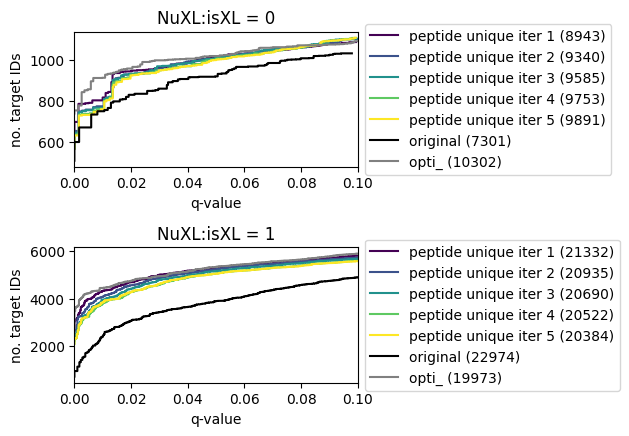 NuXL:isXL = 0
no. target IDs
1000
800
600
0.00 0.02 0.04 0.06 0.08 0.10
q-value
peptide unique iter 1 (8943)
peptide unique iter 2 (9340)
peptide unique iter 3 (9585)
peptide unique iter 4 (9753)
peptide unique iter 5 (9891)
original (7301)
opti_ (10302)
NuXL:isXL = 1
no. target IDs
6000
4000
2000
0.00 0.02 0.04 0.06 0.08 0.10
q-value
peptide unique iter 1 (21332)
peptide unique iter 2 (20935)
peptide unique iter 3 (20690)
peptide unique iter 4 (20522)
peptide unique iter 5 (20384)
original (22974)
opti_ (19973)